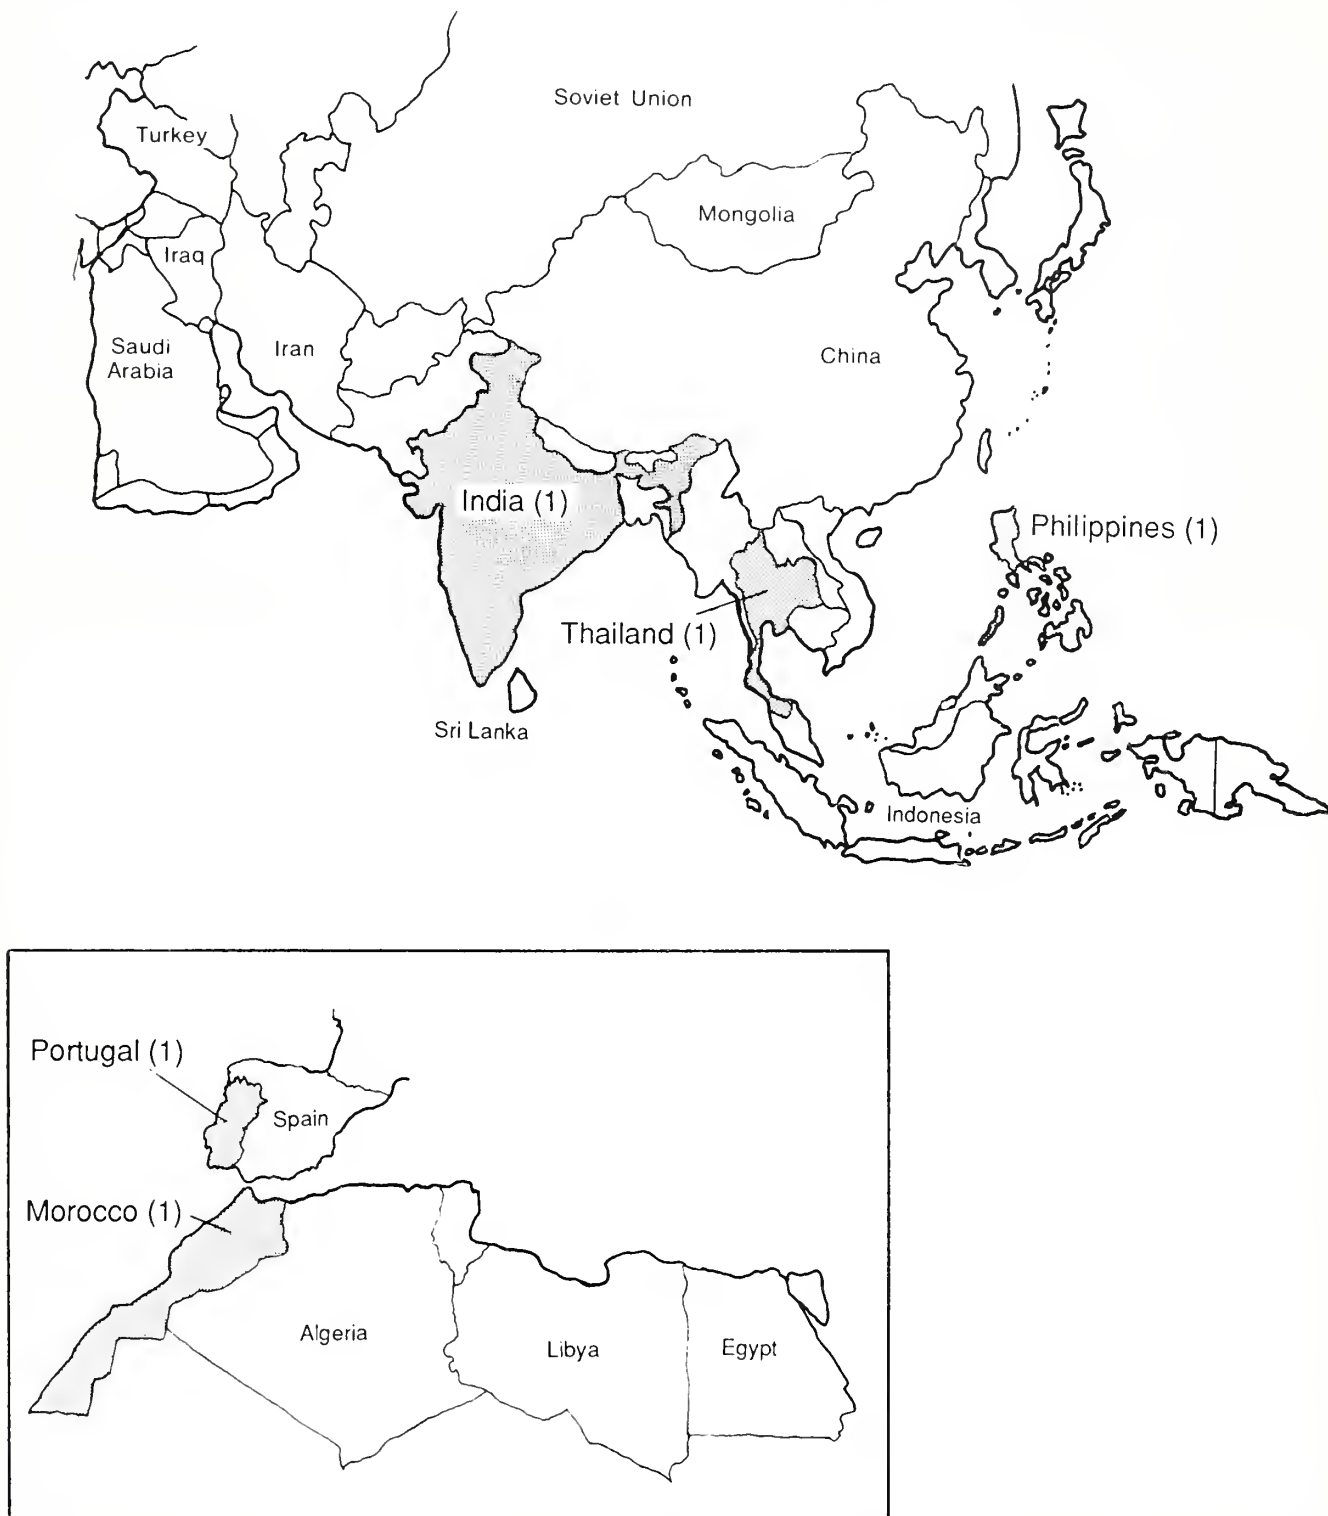 Soviet Union
Turkey
Mongolia
Iraq
Saudi
Arabia
Iran
China
India (1)
Philippines (1)
Thailand (1)
Sri Lanka
Indonesia
Portugal (1)
Spain
Morocco (1)
Algeria
Libya
Egypt